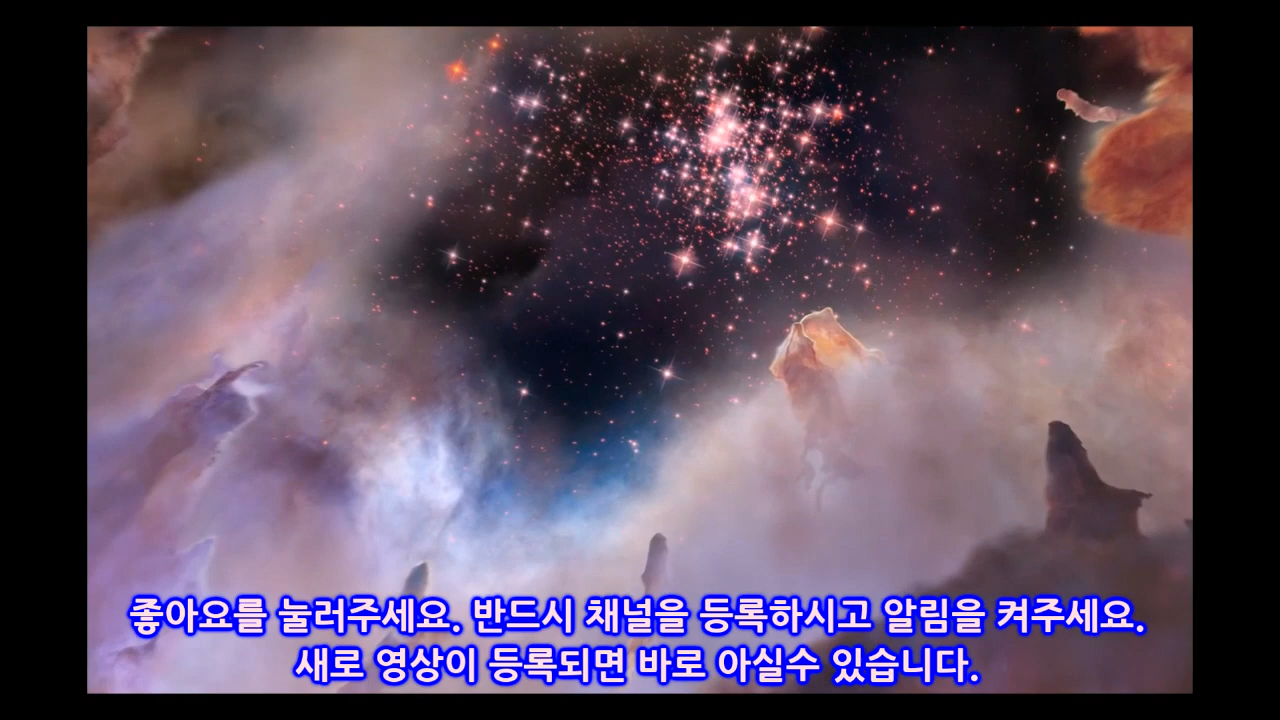 좋아요를 눌러주세요. 반드시 채널을 등록하시고 알림을 켜주세요.
새로 영상이 등록되면 바로 아실수 있습니다.